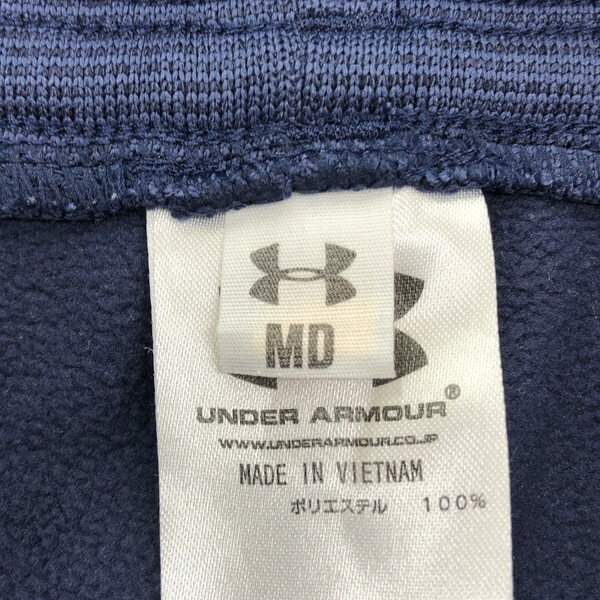 MD
UNDER ARMOUR®
WWW.UNDERARMOUR.CO.JP
MADE IN VIETNAM
ポリエステル 100%